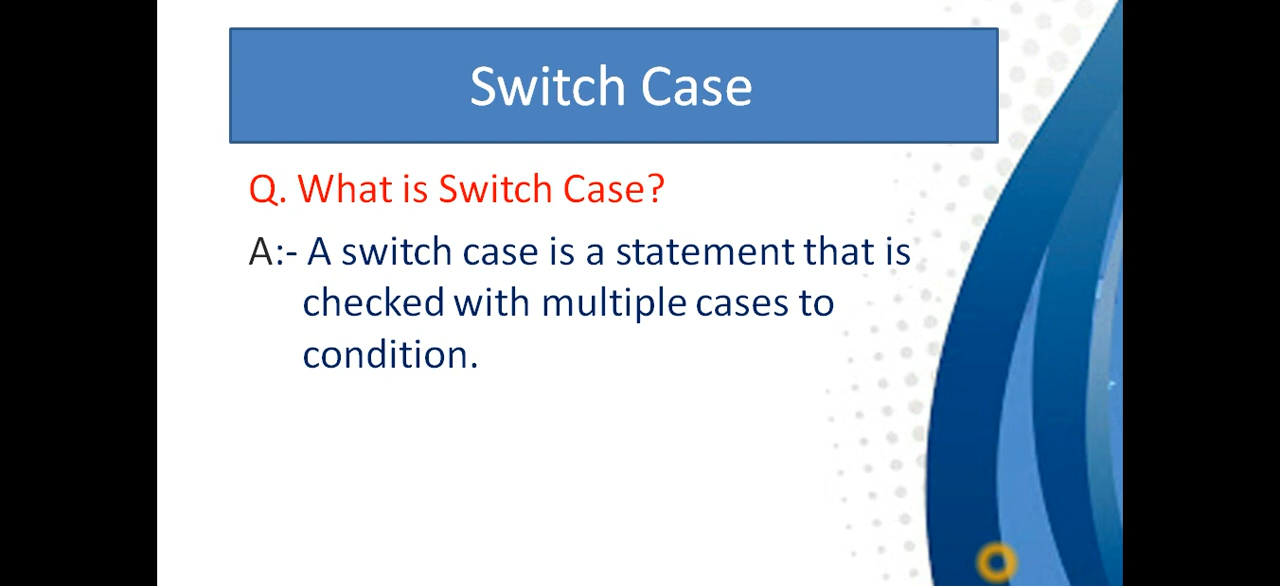 Switch Case
Q. What is Switch Case?
A:- A switch case is a statement that is
checked with multiple cases to
condition.